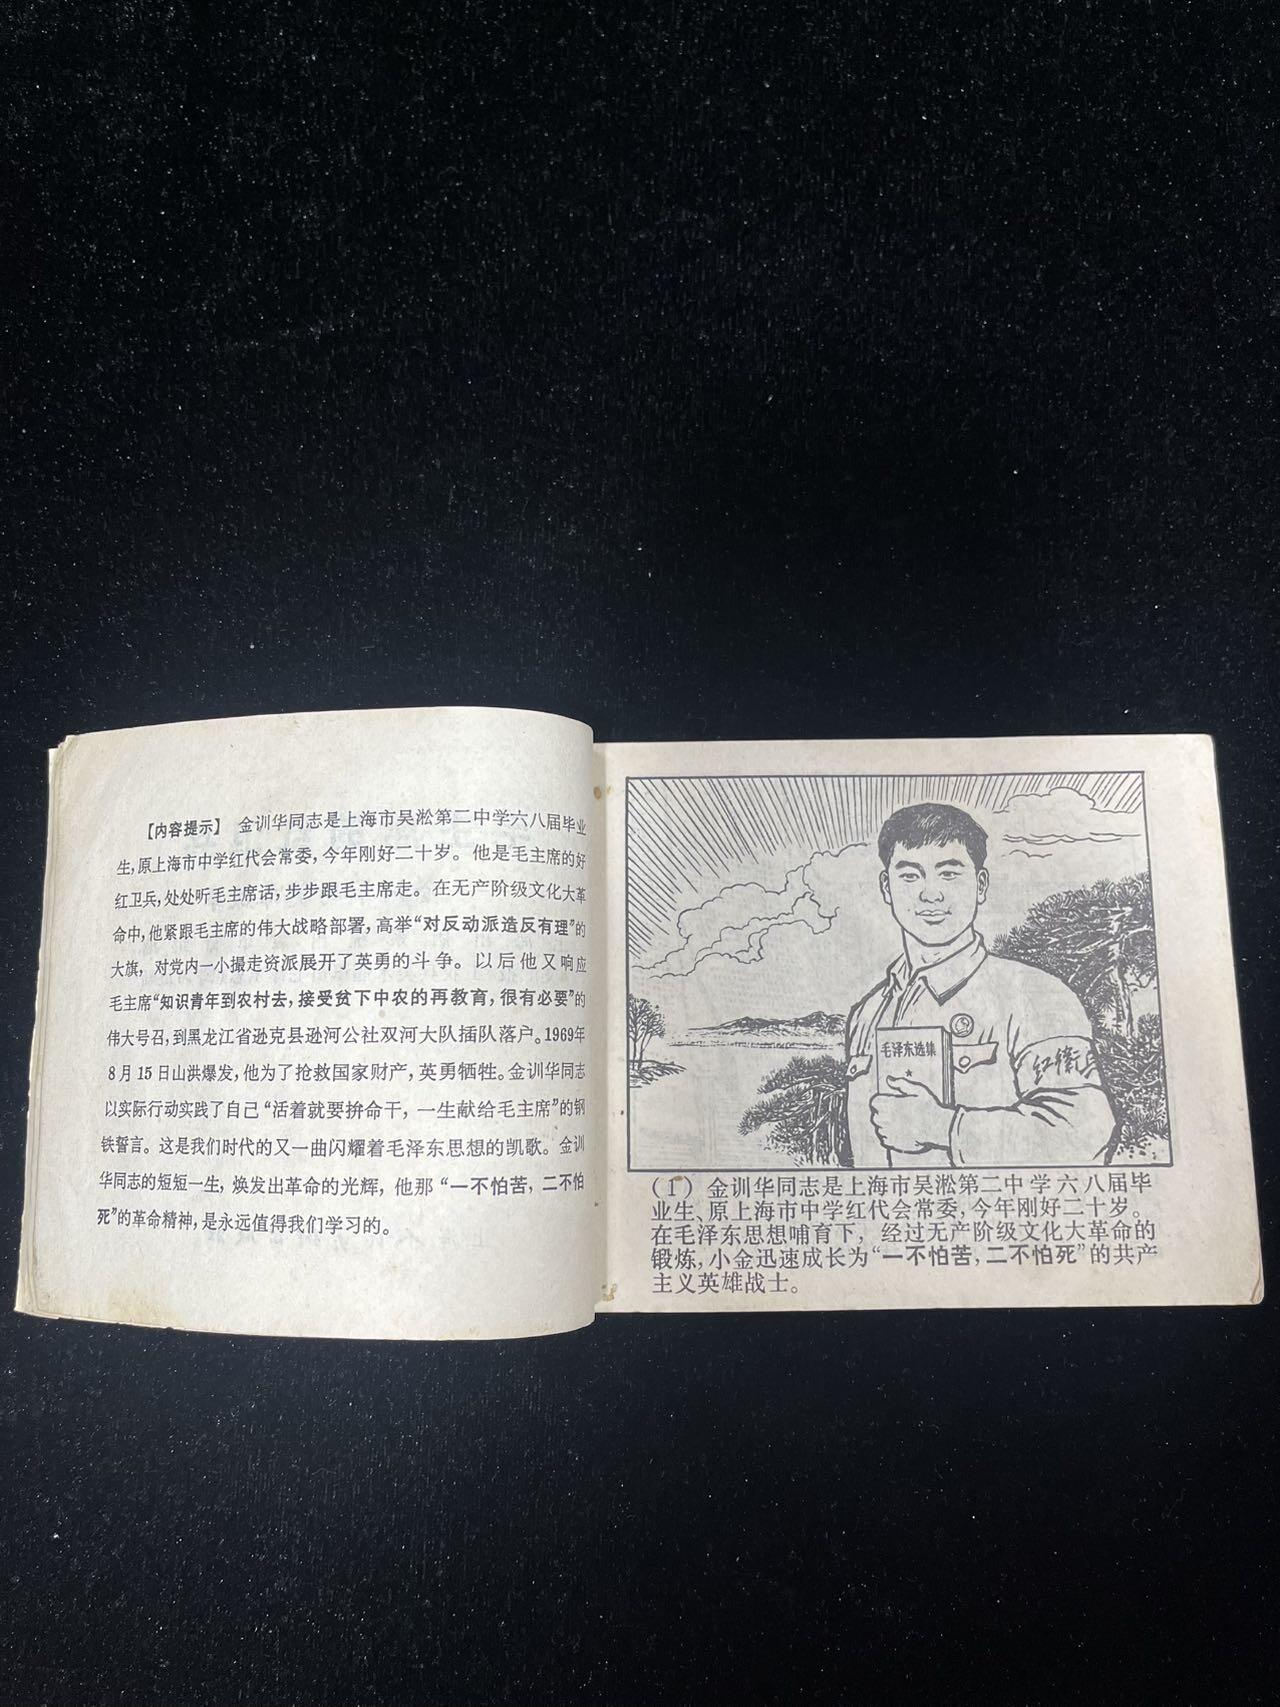 【内容提示】 金训华同志是上海市吴淞第二中学六八届毕业
生,原上海市中学红代会常委,今年刚好二十岁。他是毛主席的好
红卫兵,处处听毛主席话,步步跟毛主席走。在无产阶级文化大革
命中,他紧跟毛主席的伟大战略部署,高举“对反动派造反有理”的
大旗,对党内一小撮走资派展开了英勇的斗争。以后他又响应
毛主席“知识青年到农村去,接受贫下中农的再教育,很有必要”的
伟大号召,到黑龙江省逊克县逊河公社双河大队插队落户。1969年
8月15日山洪爆发,他为了抢救国家财产,英勇牺牲。金训华同志
以实际行动实践了自己“活着就要拚命干,一生献给毛主席”的钢
铁誓言。这是我们时代的又一曲闪耀着毛泽东思想的凯歌。金训
华同志的短短一生,焕发出革命的光辉,他那“一不怕苦,二不怕
死”的革命精神,是永远值得我们学习的。
毛泽东选集
红衛兵
(1) 金训华同志是上海市吴淞第二中学六八届毕
业生、原上海市中学红代会常委,今年刚好二十岁。
在毛泽东思想哺育下,经过无产阶级文化大革命的
锻炼,小金迅速成长为“一不怕苦,二不怕死”的共产
主义英雄战士。